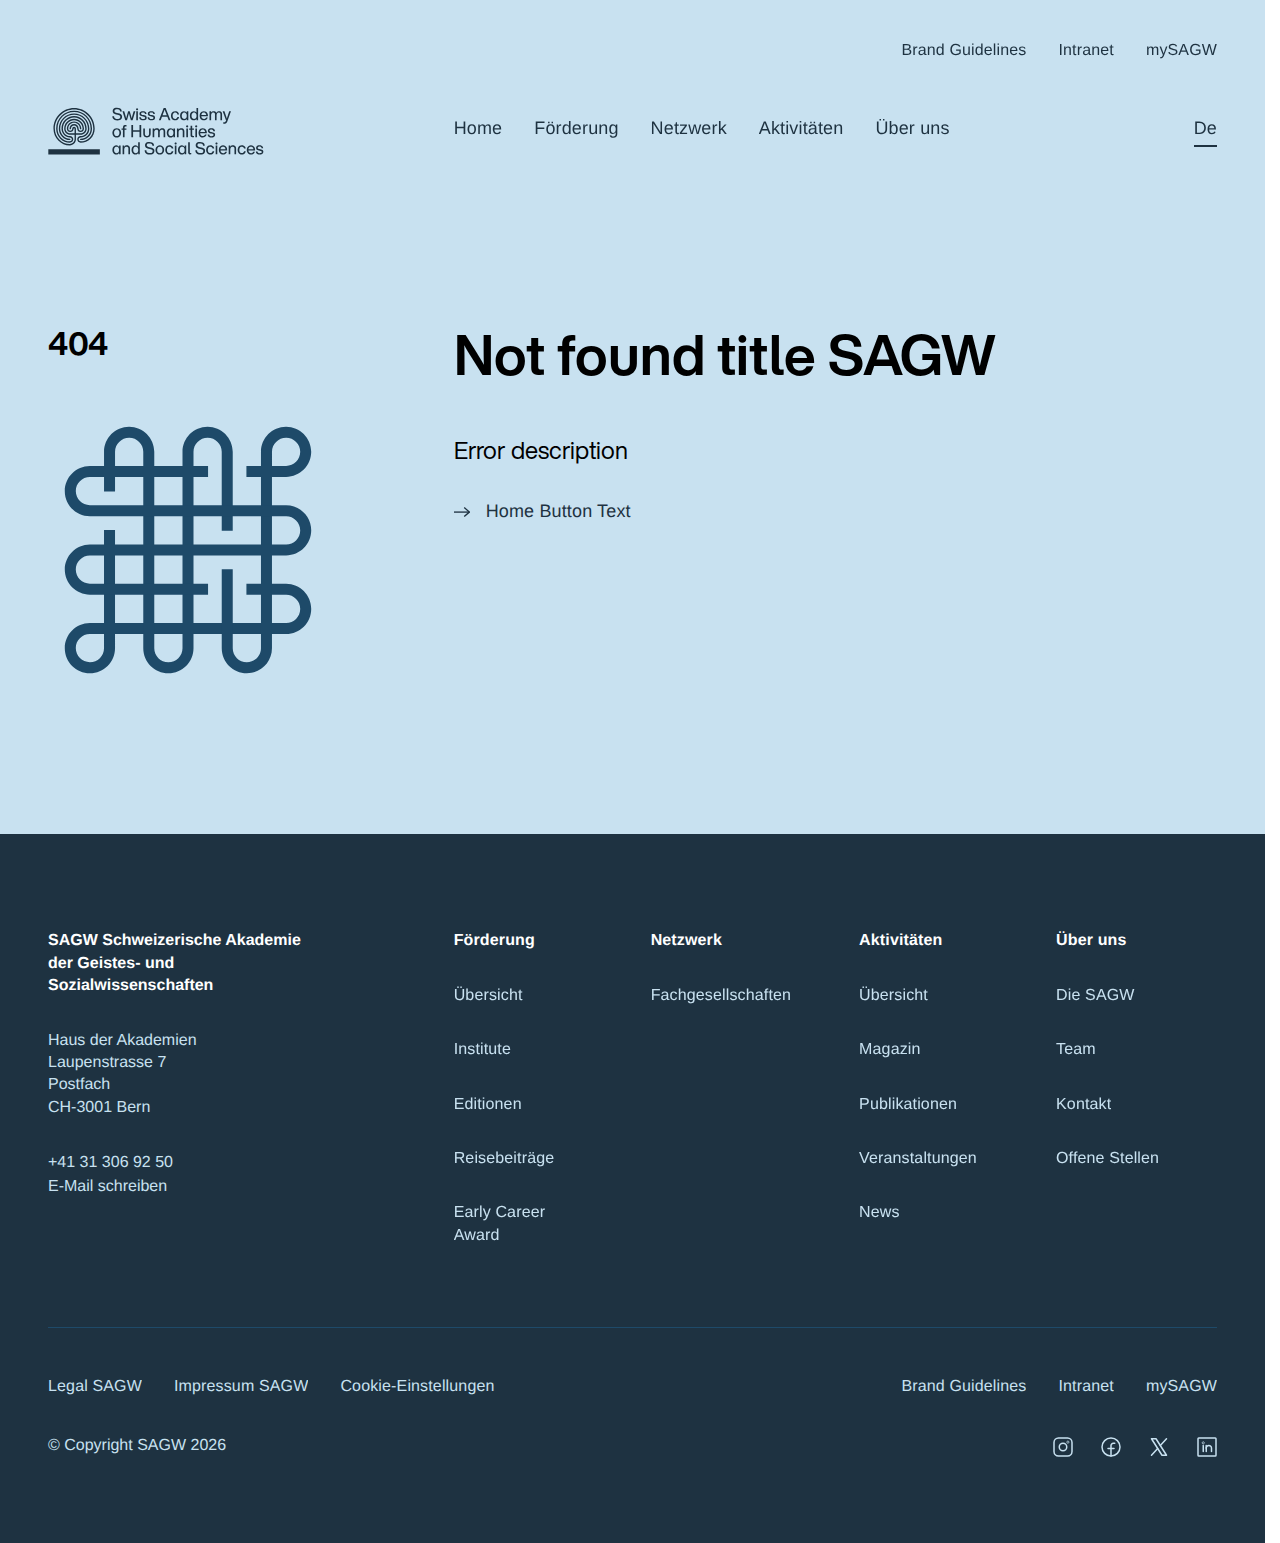 Brand Guidelines Intranet mySAGW
Swiss Academy
of Humanities
and Social Sciences
Home Förderung Netzwerk Aktivitäten Über uns De
404
Not found title SAGW
Error description
Home Button Text
SAGW Schweizerische Akademie
der Geistes- und
Sozialwissenschaften
Haus der Akademien
Laupenstrasse 7
Postfach
CH-3001 Bern
+41 31 306 92 50
E-Mail schreiben
Förderung
Übersicht
Institute
Editionen
Reisebeiträge
Early Career
Award
Netzwerk
Fachgesellschaften
Aktivitäten
Übersicht
Magazin
Publikationen
Veranstaltungen
News
Über uns
Die SAGW
Team
Kontakt
Offene Stellen
Legal SAGW Impressum SAGW Cookie-Einstellungen
Brand Guidelines Intranet mySAGW
© Copyright SAGW 2026